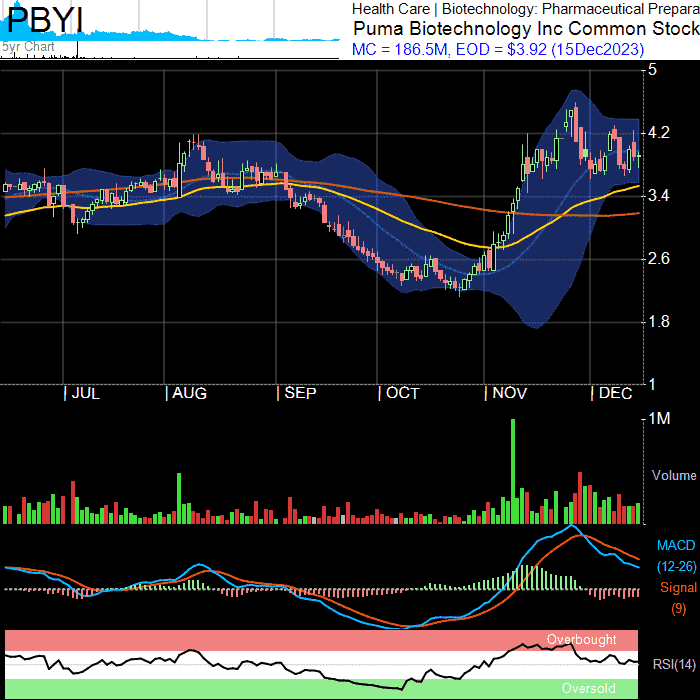 PBYI
5yr Chart
Health Care | Biotechnology: Pharmaceutical Prepara
Puma Biotechnology Inc Common Stock
MC = 186.5M, EOD = $3.92 (15Dec2023)
5
4.2
3.4
2.6
1.8
1
| JUL | AUG | SEP | OCT | NOV | DEC
1M
Volume
MACD
(12-26)
Signal
(9)
Overbought
RSI(14)
Oversold